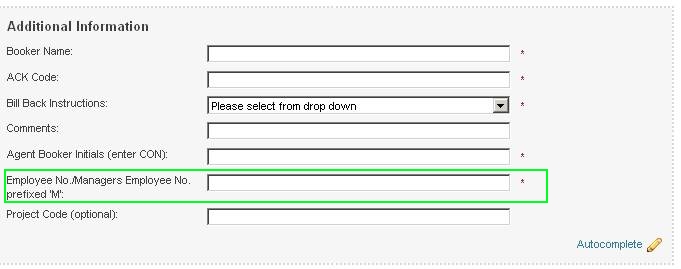 Additional Information
Booker Name: *
ACK Code: *
Bill Back Instructions: Please select from drop down *
Comments:
Agent Booker Initials (enter CON): *
Employee No./Managers Employee No. *
prefixed 'M':
Project Code (optional):
Autocomplete